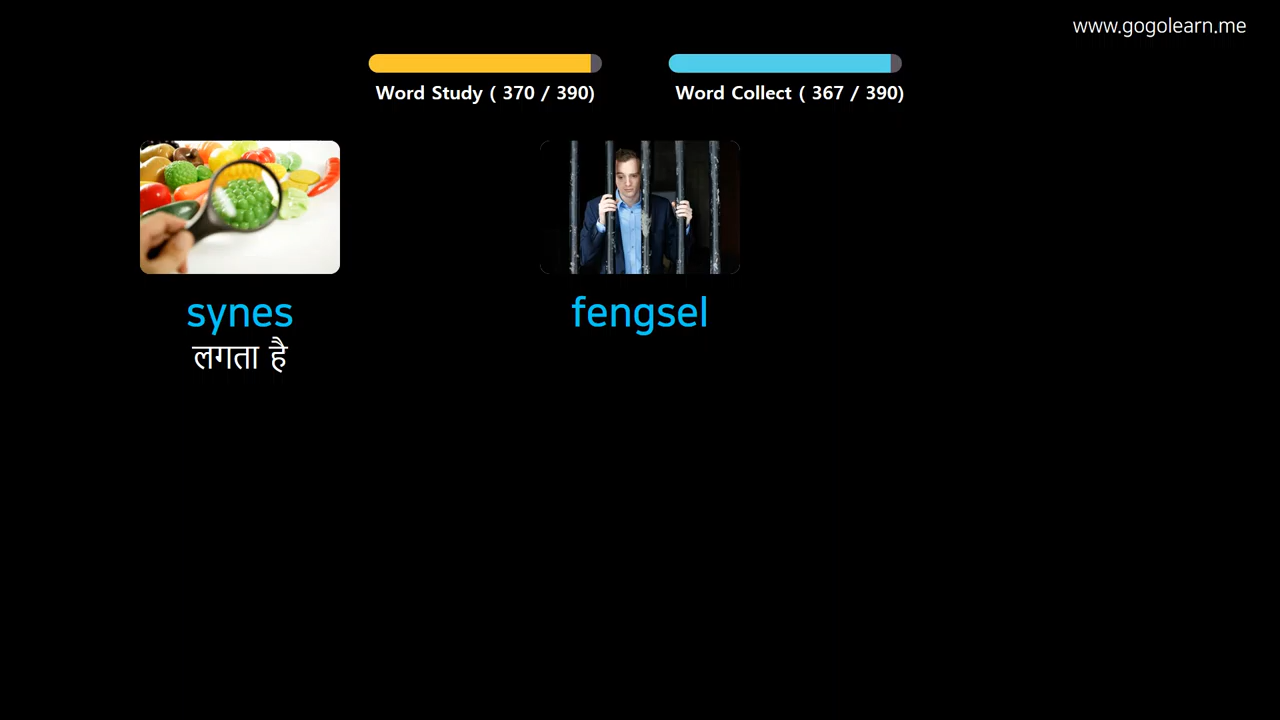 www.gogolearn.me
Word Study ( 370 / 390)
Word Collect ( 367 / 390)
synes
लगता है
fengsel